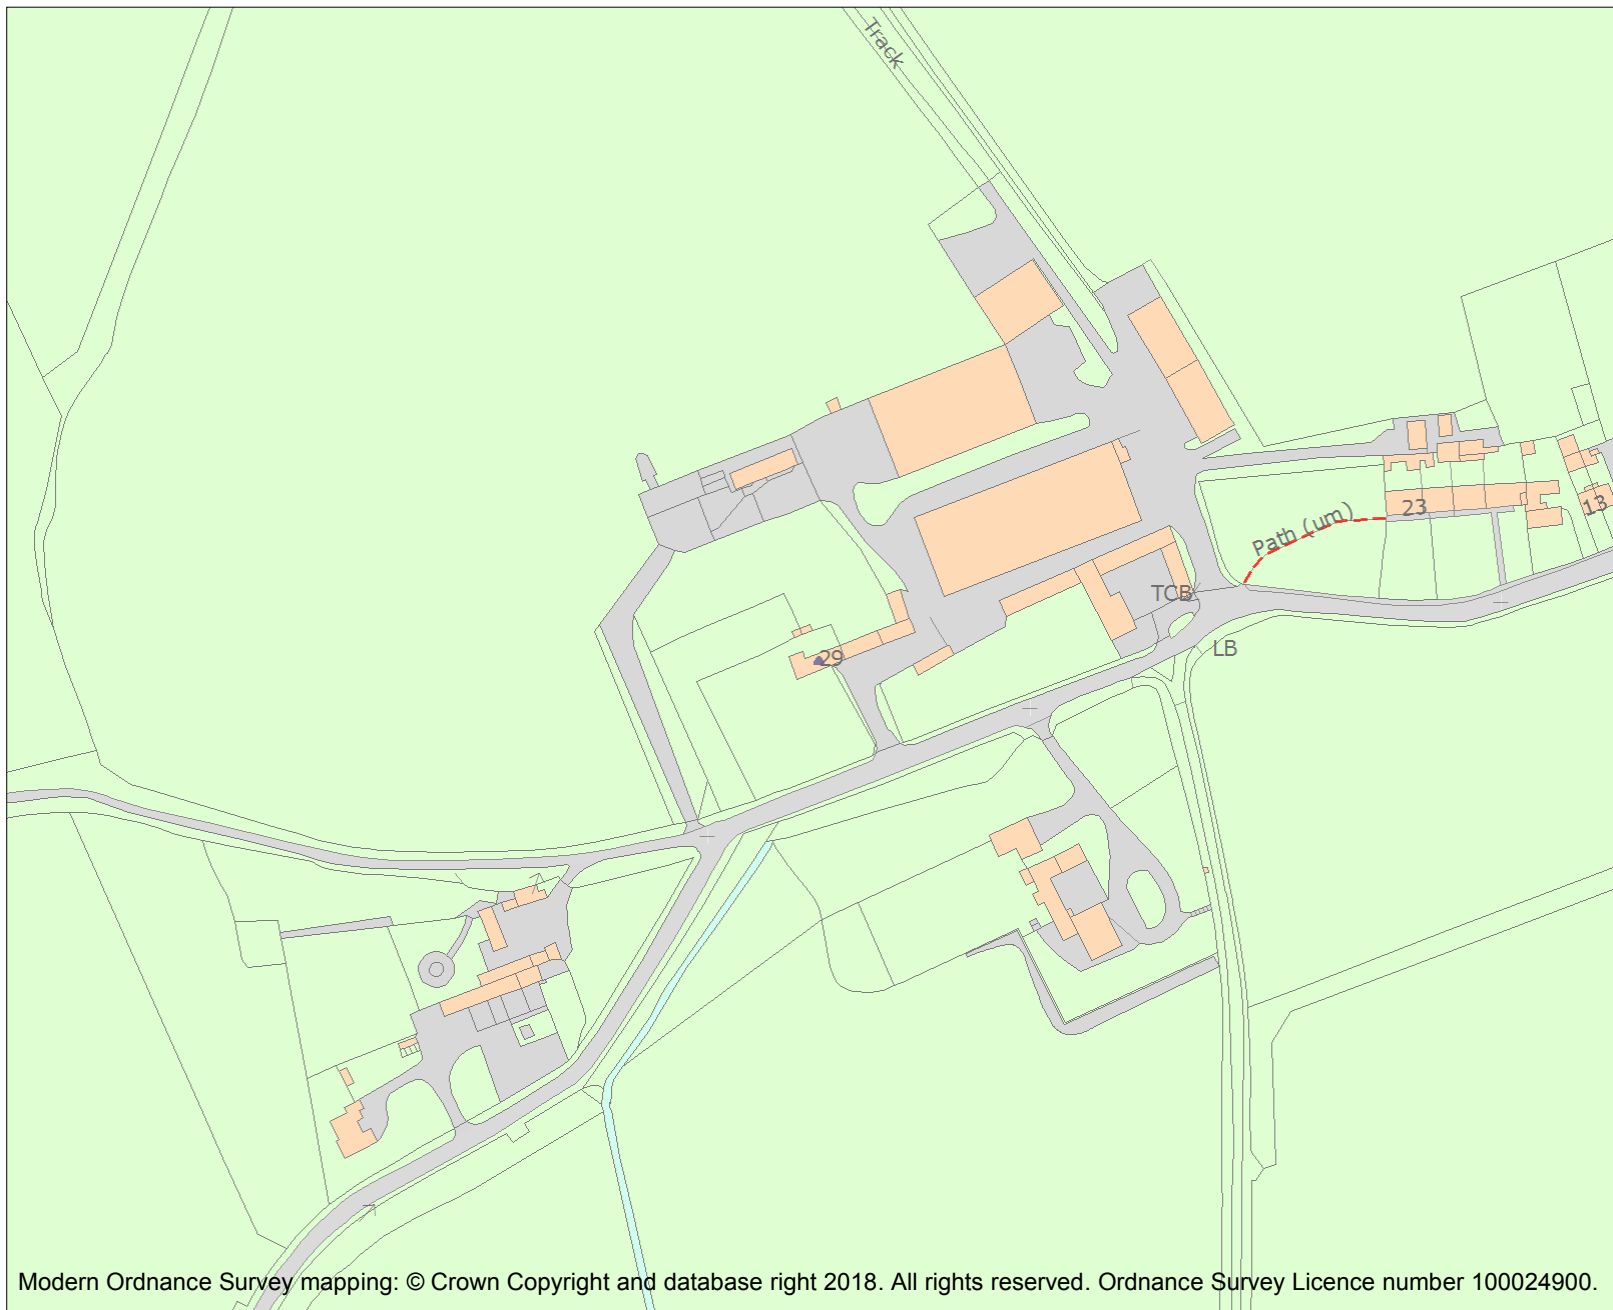 Track
23
13
Path (um)
TCB
LB
29
Modern Ordnance Survey mapping: © Crown Copyright and database right 2018. All rights reserved. Ordnance Survey Licence number 100024900.